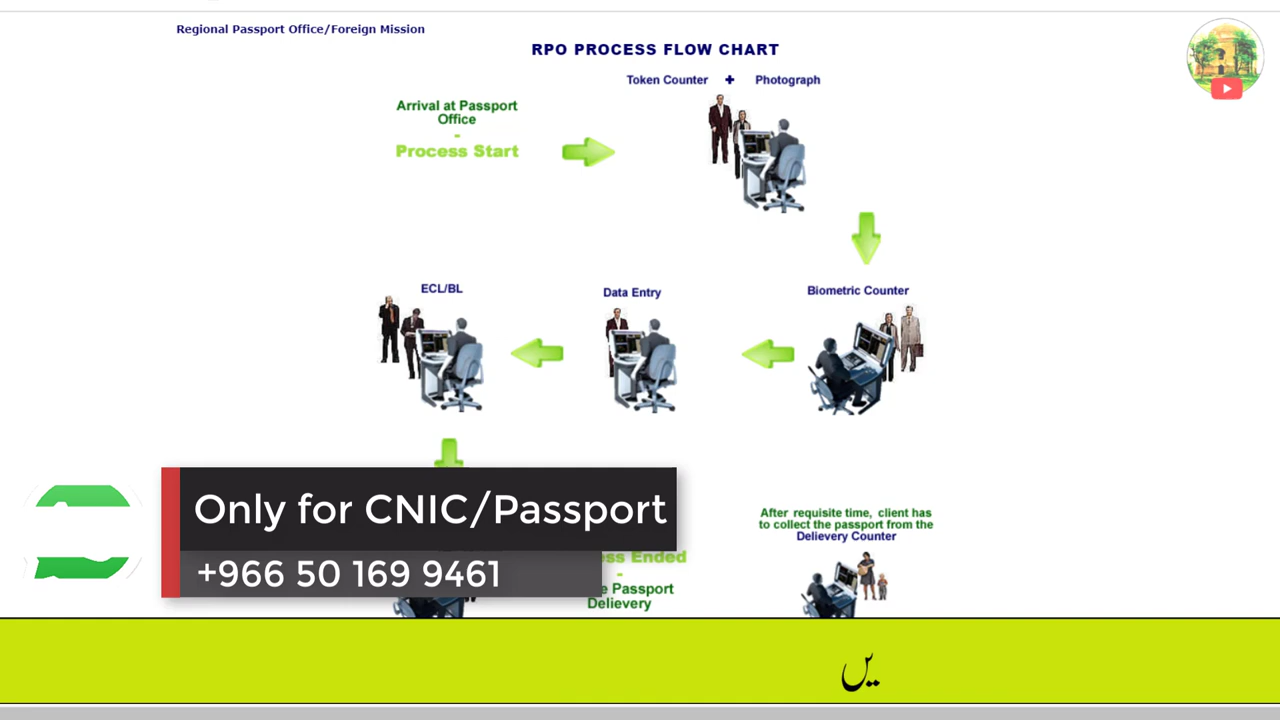 Regional Passport Office/Foreign Mission
RPO PROCESS FLOW CHART
Token Counter + Photograph
Arrival at Passport
Office
-
Process Start
ECL/BL
Data Entry
Biometric Counter
Only for CNIC/Passport
+966 50 169 9461
ess Ended
-
e Passport
Delievery
After requisite time, client has
to collect the passport from the
Delievery Counter
یں